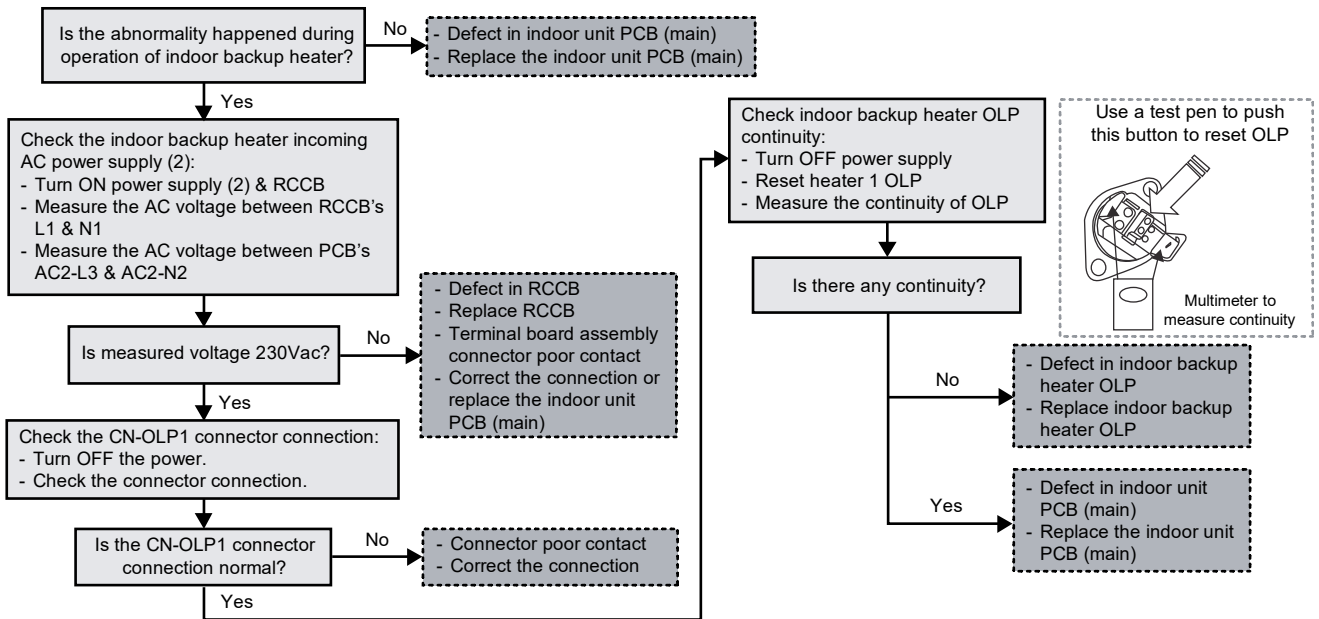 Is the abnormality happened during
operation of indoor backup heater?
No
- Defect in indoor unit PCB (main)
- Replace the indoor unit PCB (main)
Yes
Check the indoor backup heater incoming
AC power supply (2):
- Turn ON power supply (2) & RCCB
- Measure the AC voltage between RCCB's
L1 & N1
- Measure the AC voltage between PCB's
AC2-L3 & AC2-N2
Is measured voltage 230Vac?
No
- Defect in RCCB
- Replace RCCB
- Terminal board assembly
connector poor contact
- Correct the connection or
replace the indoor unit
PCB (main)
Yes
Check the CN-OLP1 connector connection:
- Turn OFF the power.
- Check the connector connection.
Is the CN-OLP1 connector
connection normal?
No
- Connector poor contact
- Correct the connection
Yes
Check indoor backup heater OLP
continuity:
- Turn OFF power supply
- Reset heater 1 OLP
- Measure the continuity of OLP
Use a test pen to push
this button to reset OLP
Multimeter to
measure continuity
Is there any continuity?
No
- Defect in indoor backup
heater OLP
- Replace indoor backup
heater OLP
Yes
- Defect in indoor unit
PCB (main)
- Replace the indoor unit
PCB (main)